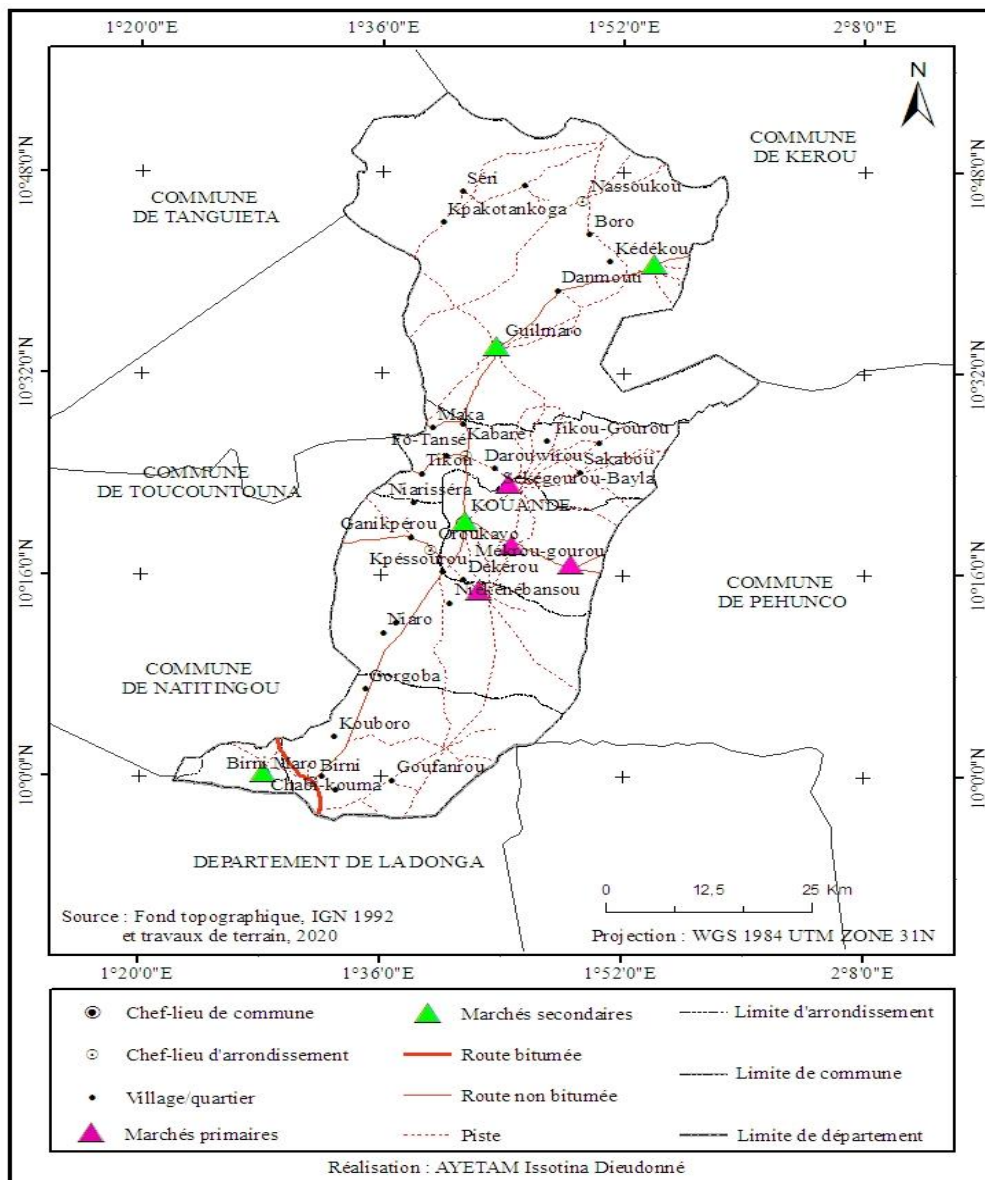 1°20'0"E
1°36'0"E
1°52'0"E
2°8'0"E
N
COMMUNE
DE KEROU
10°48'0"N
10°48'0"N
COMMUNE
DE TANGUIETA
Séri
Nassoukou
Kpakotankoga
Boro
Kédékou
Danmouti
Guilmaro
10°32'0"N
10°32'0"N
Maka
Kabaré
Tikou-Gourou
Fô-Tansé
Darouwirou
Tikou
Sakabou
Sékégourou-Bayla
COMMUNE
DE TOUCOUNTOUNA
Niarisséra
KOUANDE
Ganikpérou
Oroukayo
Mékrou-gourou
Kpéssourou
Dékérou
10°16'0"N
10°16'0"N
Niékénébansou
COMMUNE
DE PEHUNCO
Niaro
COMMUNE
DE NATITINGOU
Gorgoba
Kouboro
Birni Maro
Birni
Goufanrou
Chabi-kouma
10°0'0"N
10°0'0"N
DEPARTEMENT DE LA DONGA
0
12,5
25 Km
Source : Fond topographique, IGN 1992
et travaux de terrain, 2020
Projection : WGS 1984 UTM ZONE 31N
1°20'0"E
1°36'0"E
1°52'0"E
2°8'0"E
Chef-lieu de commune
Marchés secondaires
Limite d'arrondissement
Chef-lieu d'arrondissement
Route bitumée
Limite de commune
Village/quartier
Route non bitumée
Marchés primaires
Piste
Limite de département
Réalisation : AYETAM Issotina Dieudonné